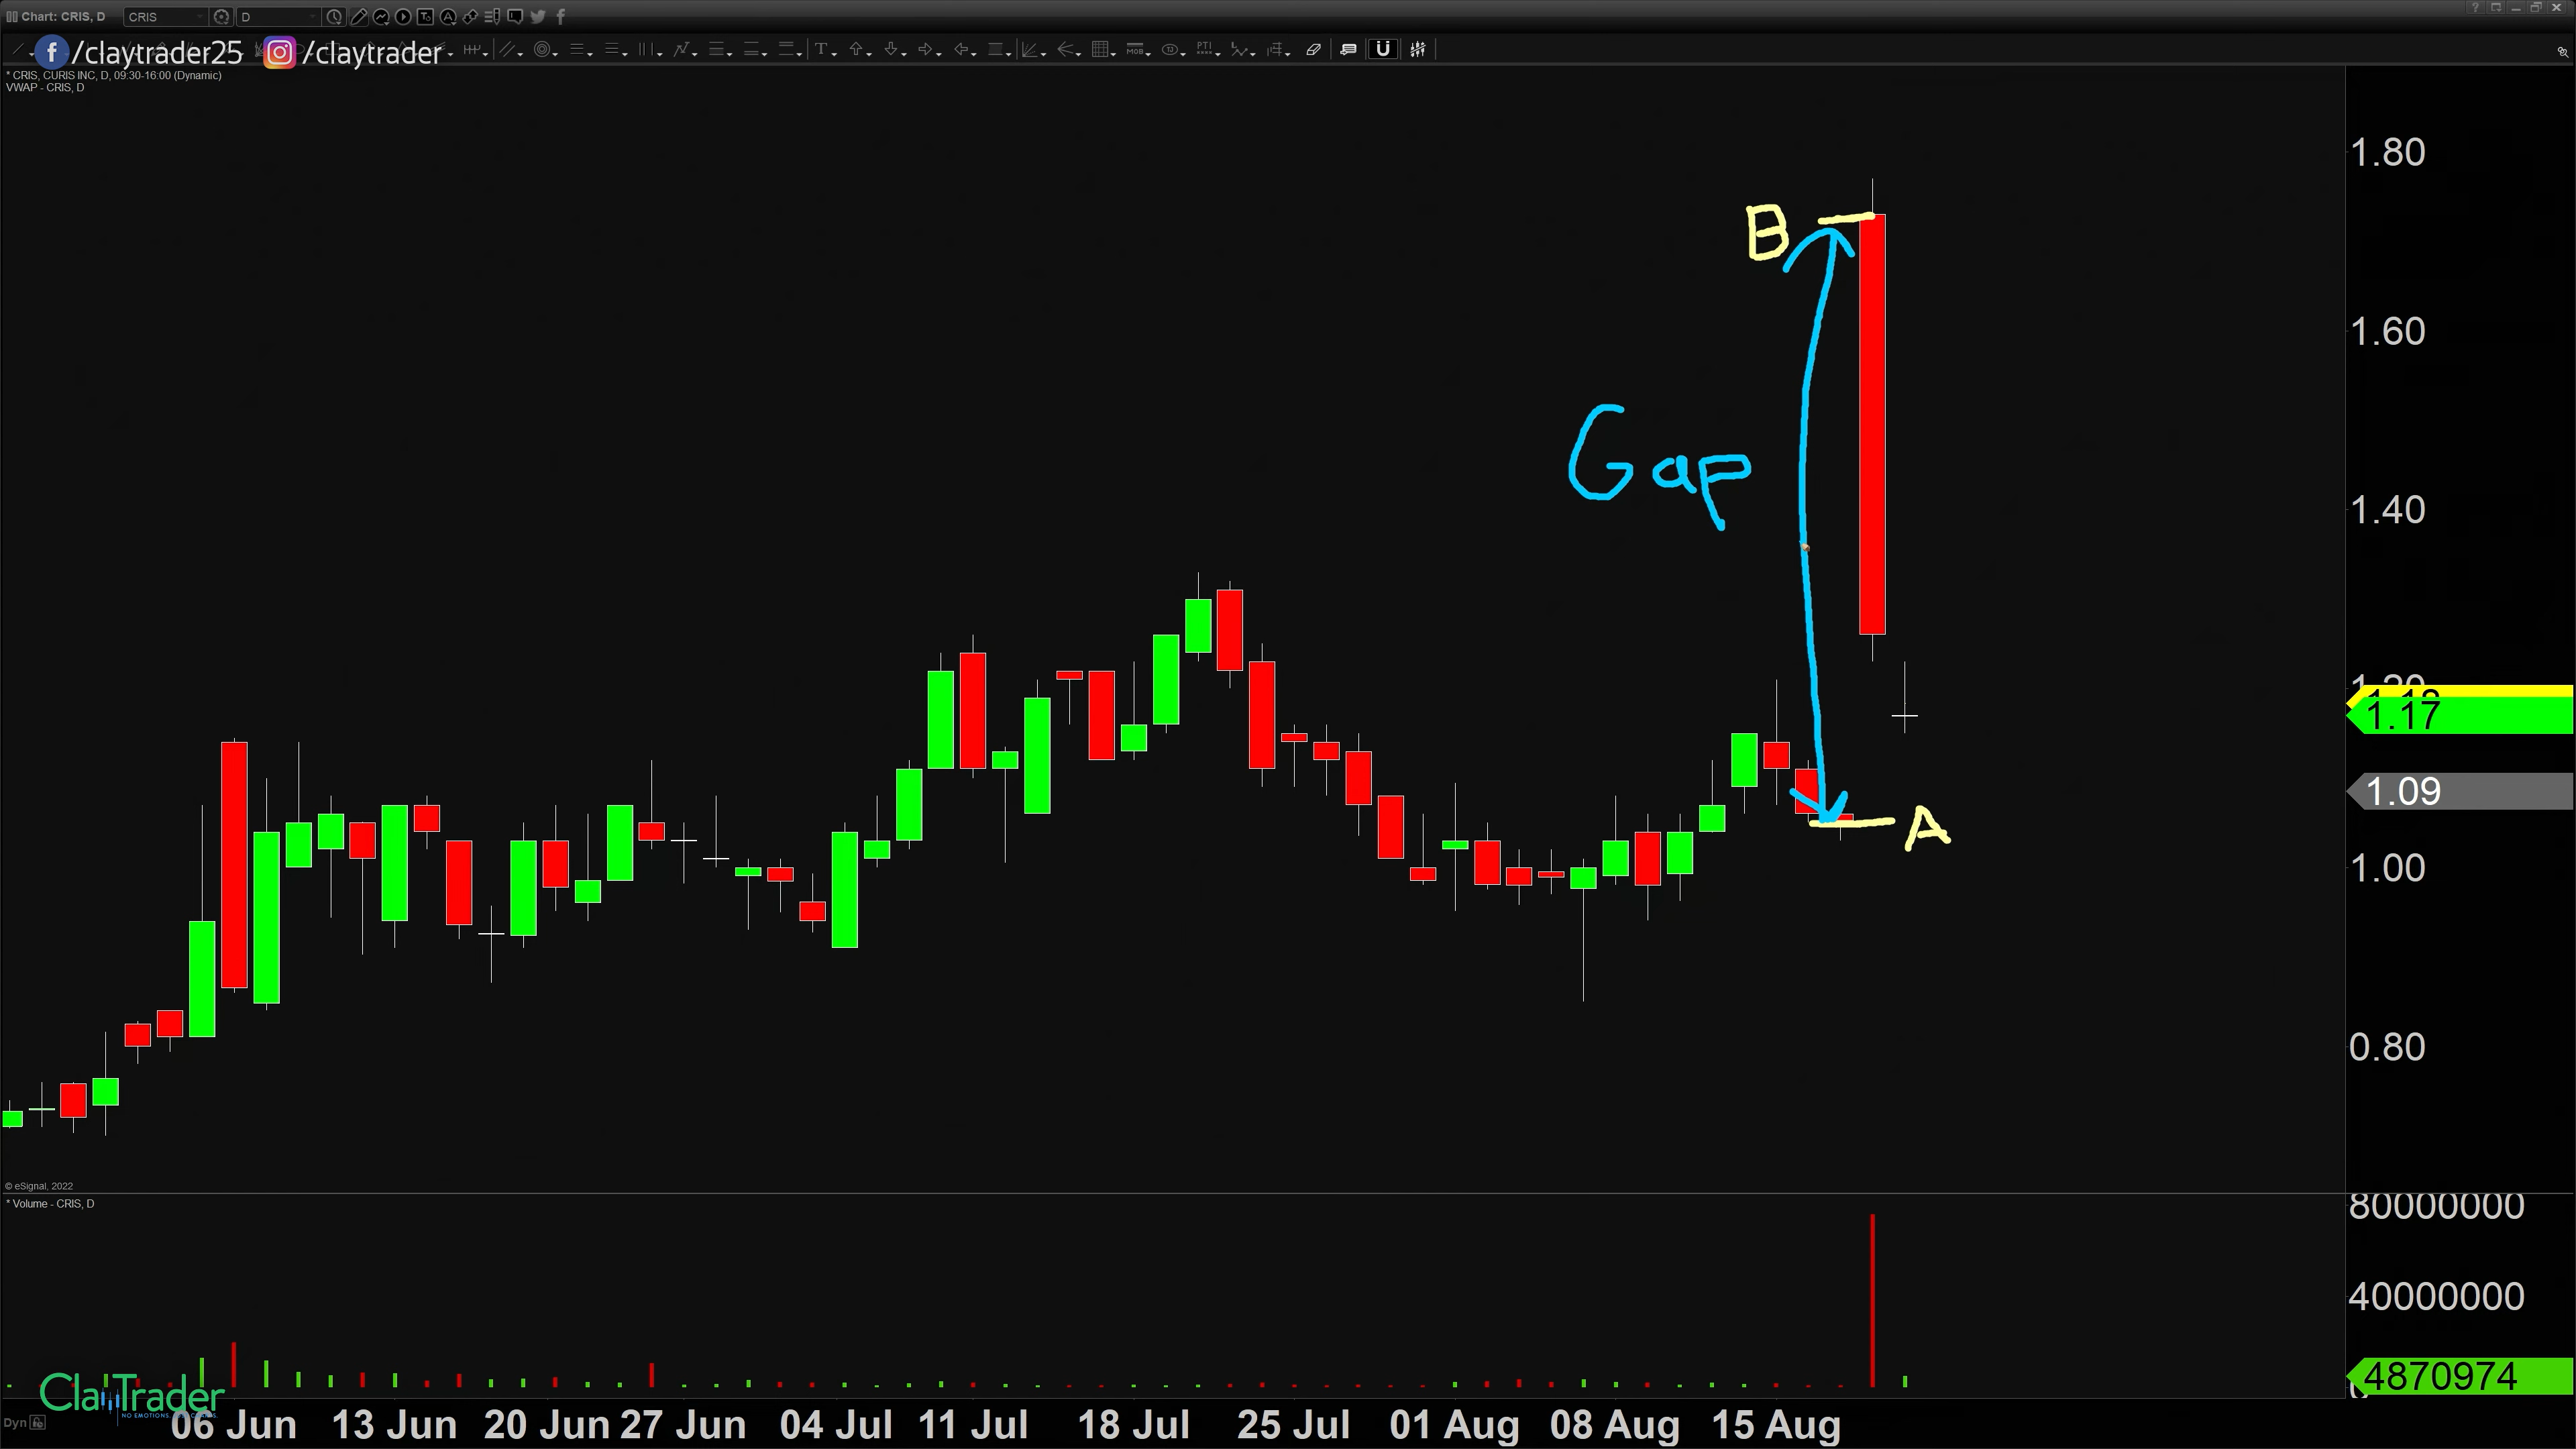 Chart: CRIS, D CRIS D
/claytrader25 /claytrader
* CRIS, CURIS INC, D, 09:30-16:00 (Dynamic)
VWAP - CRIS, D
1.80
B
1.60
Gap
1.40
1.17
1.09
A
1.00
0.80
© eSignal, 2022
* Volume - CRIS, D
80000000
40000000
4870974
ClayTrader
Dyn
06 Jun 13 Jun 20 Jun 27 Jun 04 Jul 11 Jul 18 Jul 25 Jul 01 Aug 08 Aug 15 Aug